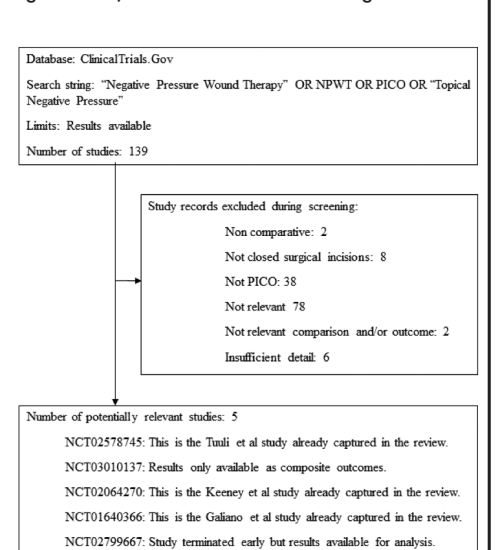 Database: ClinicalTrials.Gov
Search string: “Negative Pressure Wound Therapy” OR NPWT OR PICO OR “Topical
Negative Pressure”
Limits: Results available
Number of studies: 139
Study records excluded during screening:
Non comparative: 2
Not closed surgical incisions: 8
Not PICO: 38
Not relevant 78
Not relevant comparison and/or outcome: 2
Insufficient detail: 6
Number of potentially relevant studies: 5
NCT02578745: This is the Tuuli et al study already captured in the review.
NCT03010137: Results only available as composite outcomes.
NCT02064270: This is the Keeney et al study already captured in the review.
NCT01640366: This is the Galiano et al study already captured in the review.
NCT02799667: Study terminated early but results available for analysis.